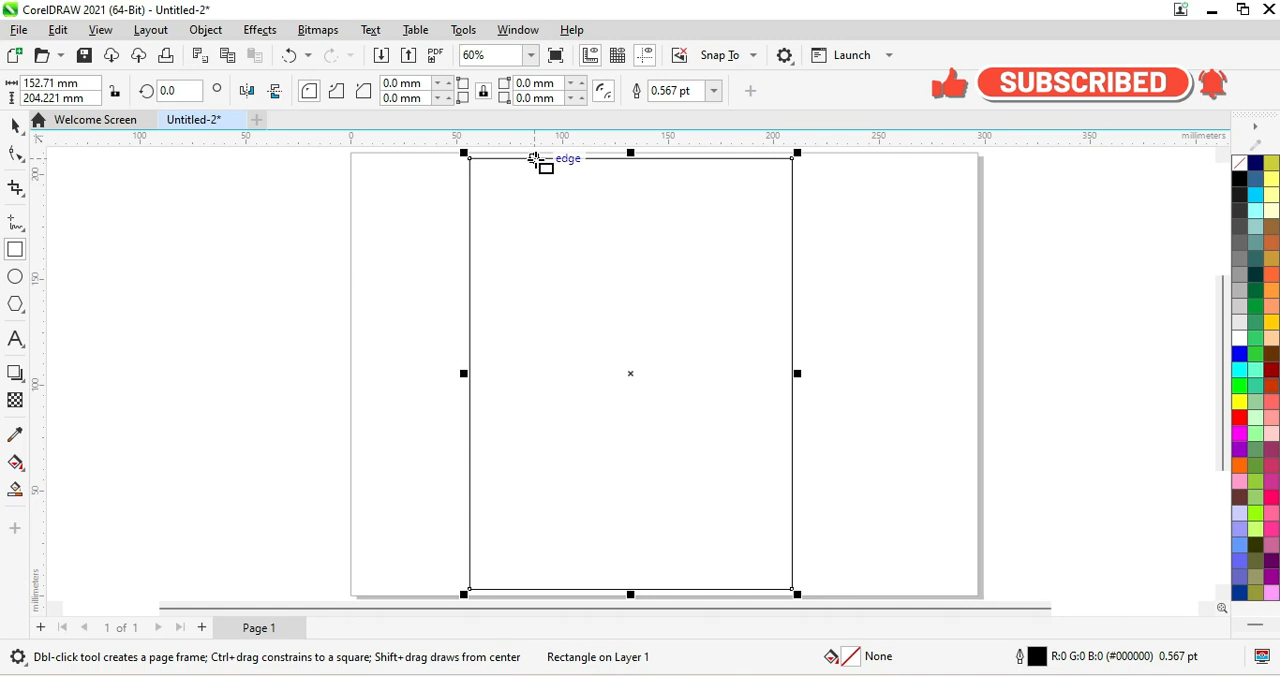 CorelDRAW 2021 (64-Bit) - Untitled-2*
File Edit View Layout Object Effects Bitmaps Text Table Tools Window Help
PDF 60% Snap To Launch
152.71 mm 0.0 0.0 mm 0.0 mm 0.567 pt
204.221 mm 0.0 mm 0.0 mm
SUBSCRIBED
Welcome Screen Untitled-2*
100 50 0 50 100 150 200 250 300 350 millimeters
edge
200
150
100
50
millimeters
1 of 1 Page 1
Dbl-click tool creates a page frame; Ctrl+drag constrains to a square; Shift+drag draws from center Rectangle on Layer 1 None R:0 G:0 B:0 (#000000) 0.567 pt